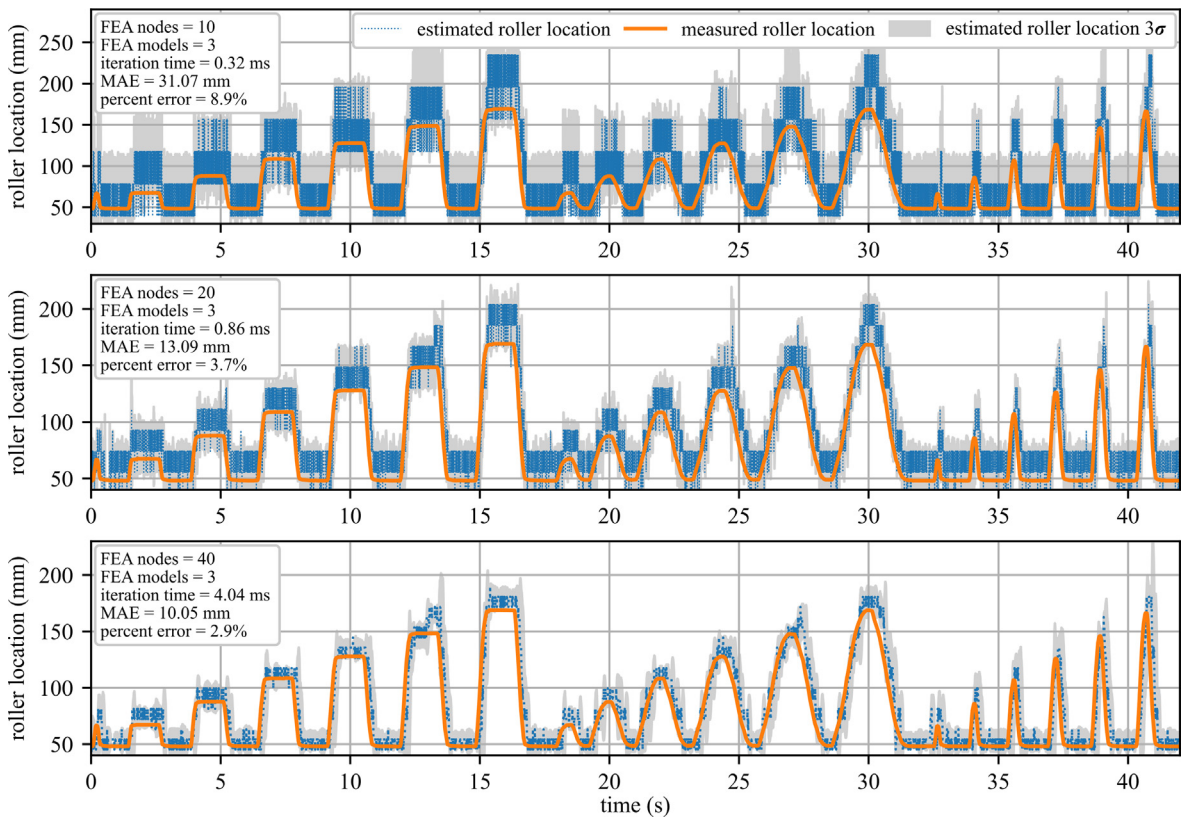 FEA nodes = 10
FEA models = 3
iteration time = 0.32 ms
MAE = 31.07 mm
percent error = 8.9%
estimated roller location measured roller location estimated roller location 3σ
roller location (mm)
250
200
150
100
50
0 5 10 15 20 25 30 35 40
FEA nodes = 20
FEA models = 3
iteration time = 0.86 ms
MAE = 13.09 mm
percent error = 3.7%
roller location (mm)
200
150
100
50
0 5 10 15 20 25 30 35 40
FEA nodes = 40
FEA models = 3
iteration time = 4.04 ms
MAE = 10.05 mm
percent error = 2.9%
roller location (mm)
200
150
100
50
0 5 10 15 20 25 30 35 40
time (s)